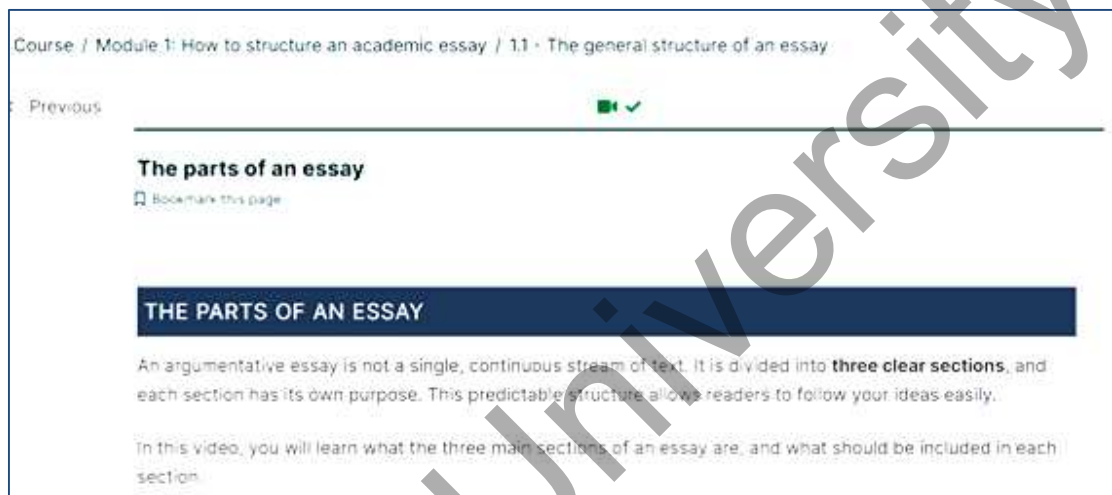 Course / Module 1: How to structure an academic essay / 1.1 - The general structure of an essay
Previous
The parts of an essay
Bookmark this page
THE PARTS OF AN ESSAY
An argumentative essay is not a single, continuous stream of text. It is divided into three clear sections, and
each section has its own purpose. This predictable structure allows readers to follow your ideas easily.
In this video, you will learn what the three main sections of an essay are, and what should be included in each
section.
University